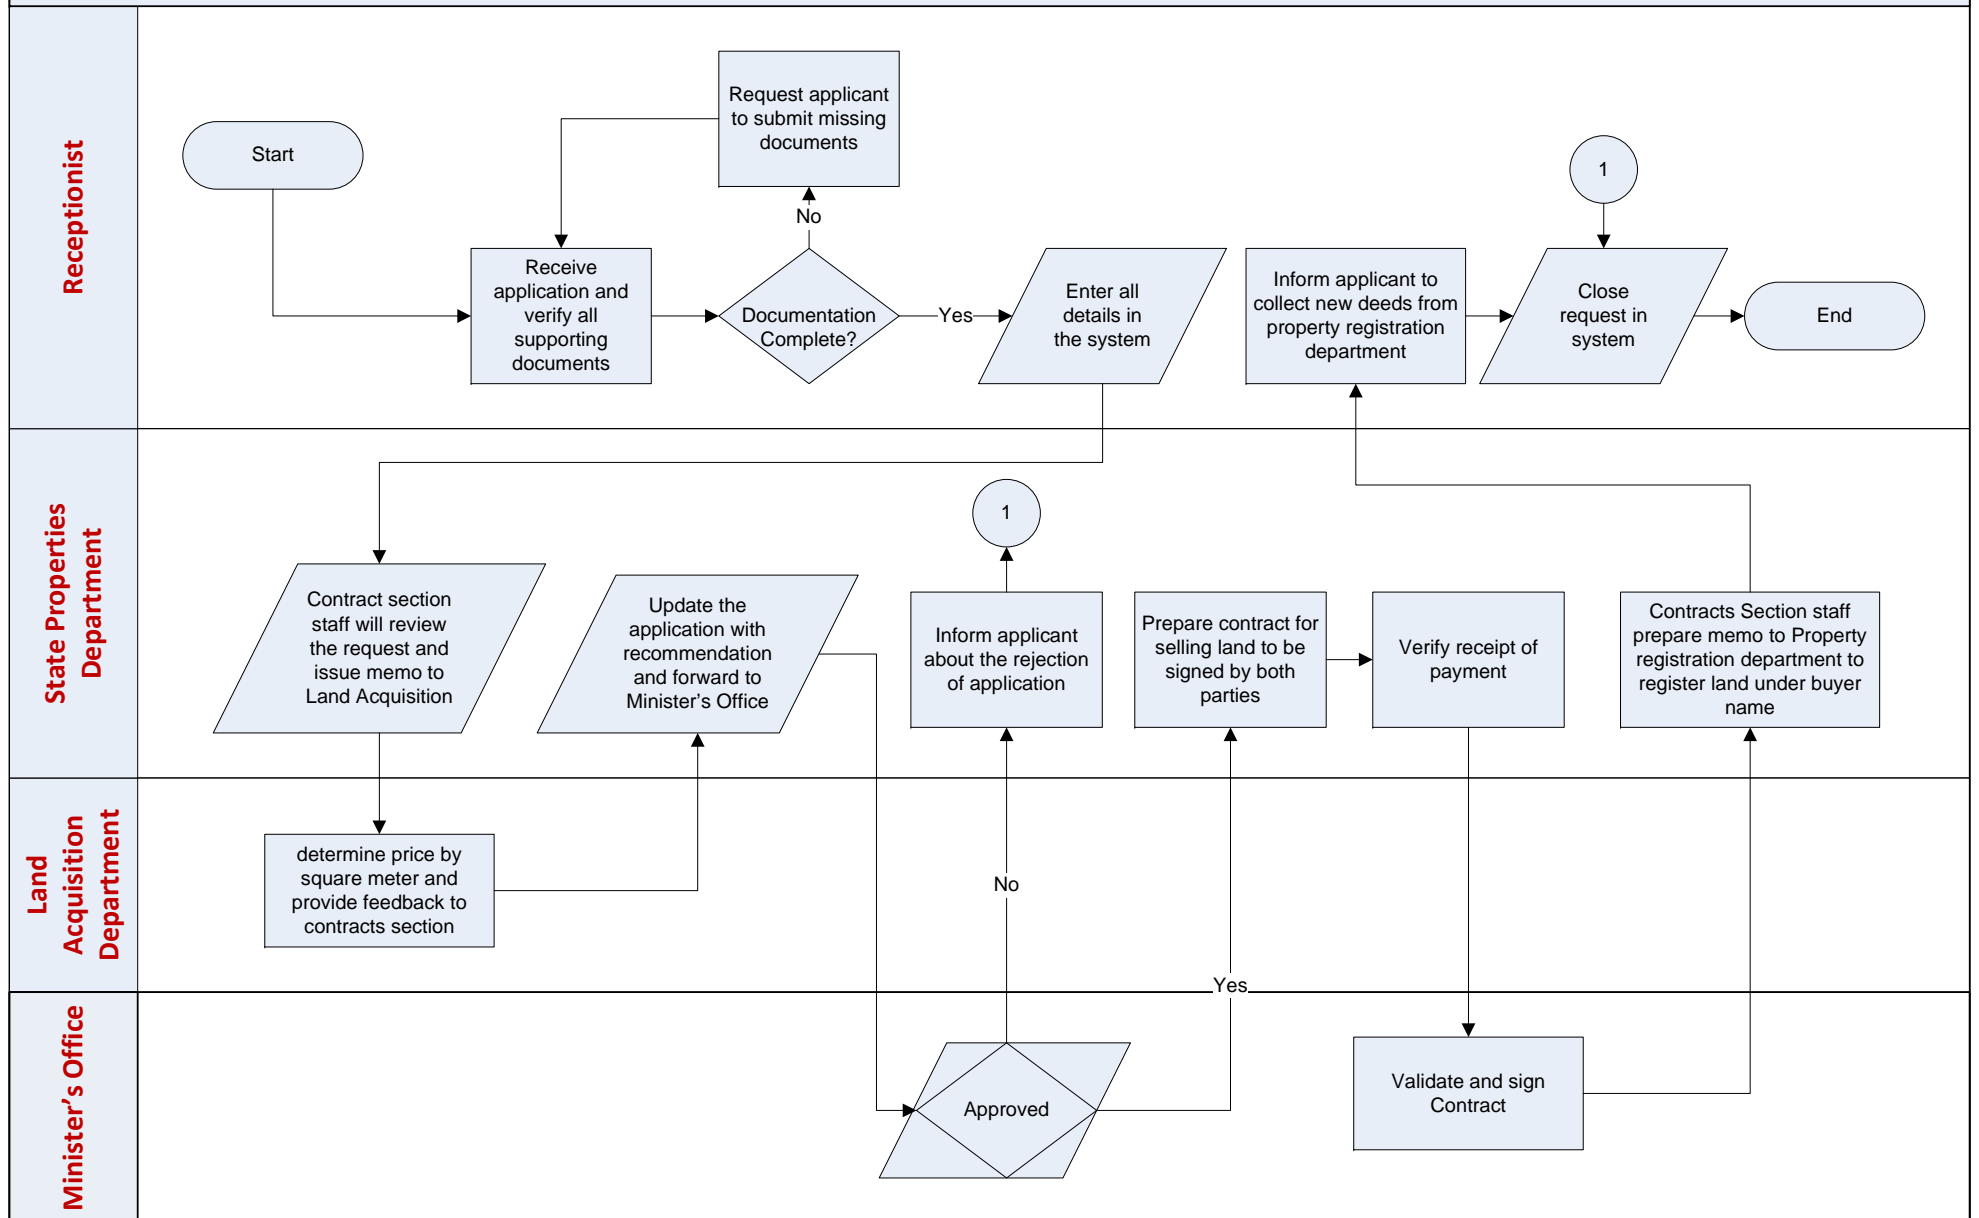 Receptionist
Start
Request applicant
to submit missing
documents
No
Receive
application and
verify all
supporting
documents
Documentation
Complete?
Yes
Enter all
details in
the system
Inform applicant to
collect new deeds from
property registration
department
1
Close
request in
system
End
State Properties
Department
Contract section
staff will review
the request and
issue memo to
Land Acquisition
Update the
application with
recommendation
and forward to
Minister's Office
1
Inform applicant
about the rejection
of application
Prepare contract for
selling land to be
signed by both
parties
Verify receipt of
payment
Contracts Section staff
prepare memo to Property
registration department to
register land under buyer
name
Land
Acquisition
Department
determine price by
square meter and
provide feedback to
contracts section
No
Yes
Minister's Office
Approved
Validate and sign
Contract